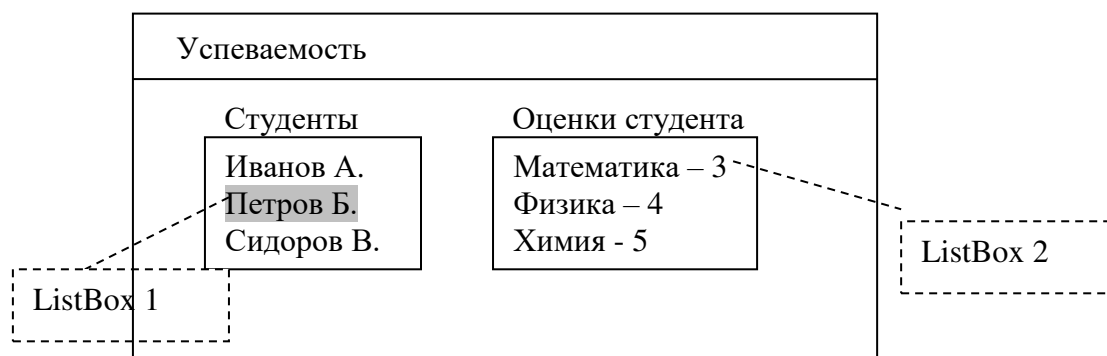 Успеваемость
Студенты
Иванов А.
Петров Б.
Сидоров В.
Оценки студента
Математика – 3
Физика – 4
Химия - 5
ListBox 1
ListBox 2